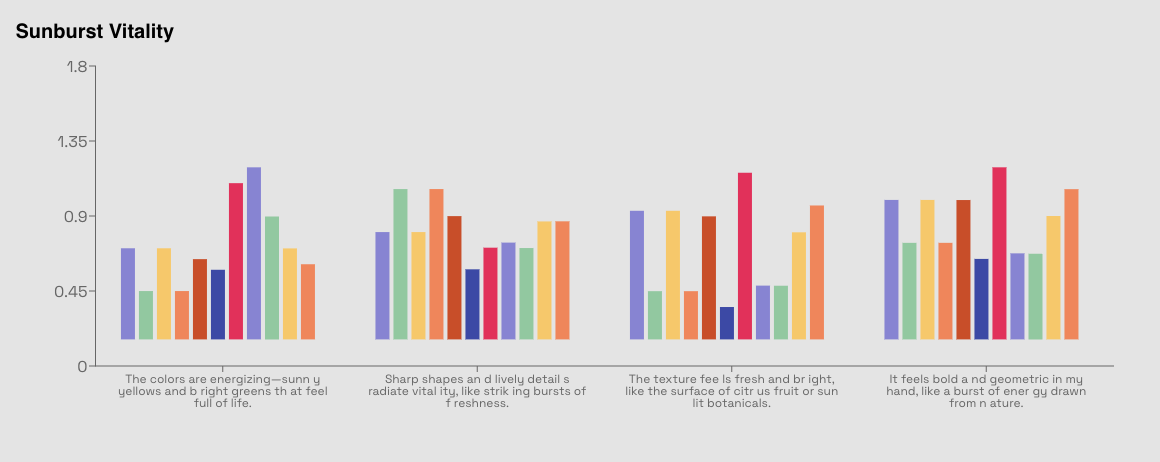 Sunburst Vitality
1.8
1.35
0.9
0.45
0
The colors are energizing—sunn y
yellows and b right greens th at feel
full of life.
Sharp shapes an d lively detail s
radiate vital ity, like strik ing bursts of
f reshness.
The texture fee ls fresh and br ight,
like the surface of citr us fruit or sun
lit botanicals.
It feels bold a nd geometric in my
hand, like a burst of ener gy drawn
from n ature.